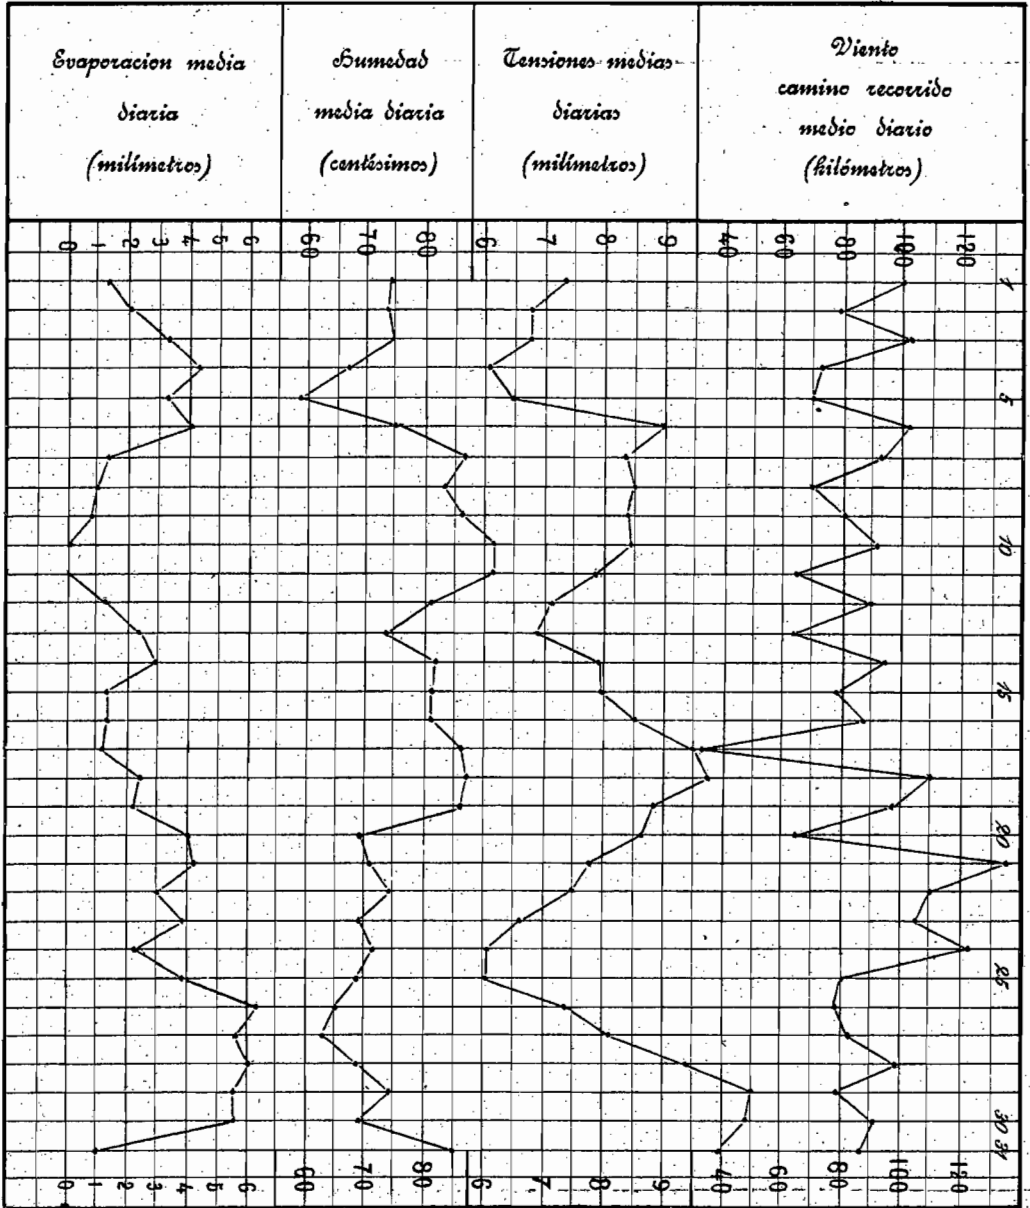 Evaporacion media
diaria
(milímetros)
Humedad
media diaria
(centésimos)
Tensiones medias
diarias
(milímetros)
Viento
camino recorrido
medio diario
(kilómetros)
0 1 2 3 4 5 6
60 70 80
6 7 8 9
40 60 80 100 120
1
5
10
15
20
25
30 31
0 1 2 3 4 5 6
60 70 80
6 7 8 9
40 60 80 100 120